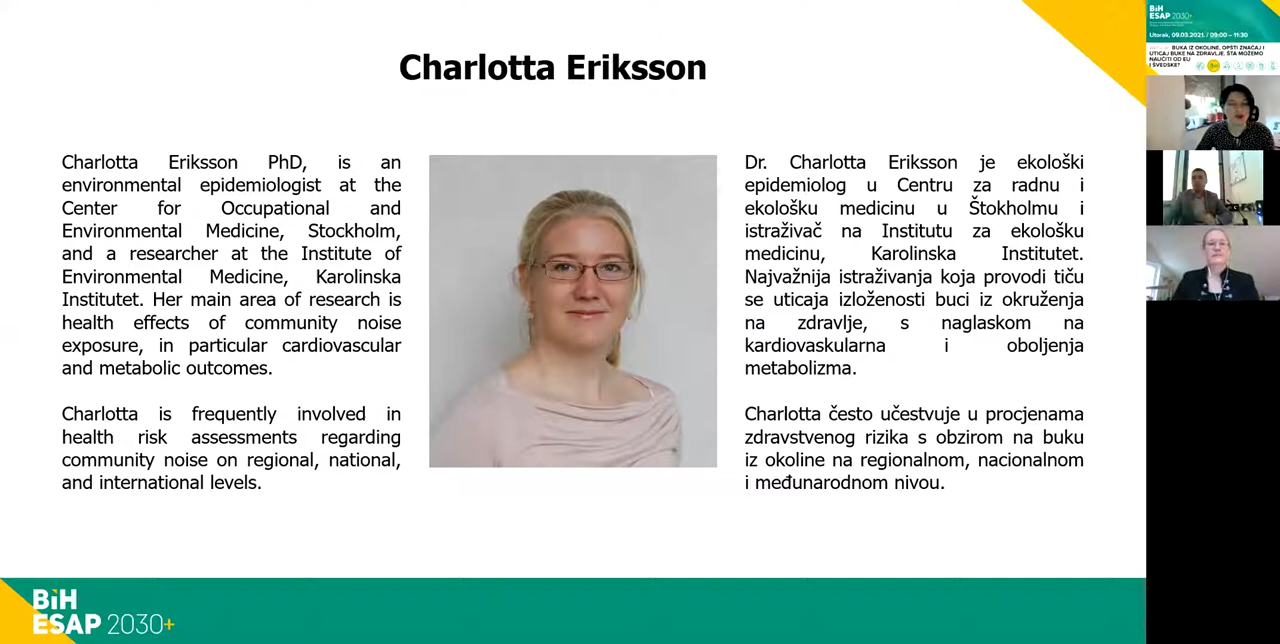 Charlotta Eriksson
Charlotta Eriksson PhD, is an
environmental epidemiologist at the
Center for Occupational and
Environmental Medicine, Stockholm,
and a researcher at the Institute of
Environmental Medicine, Karolinska
Institutet. Her main area of research is
health effects of community noise
exposure, in particular cardiovascular
and metabolic outcomes.
Charlotta is frequently involved in
health risk assessments regarding
community noise on regional, national,
and international levels.
Dr. Charlotta Eriksson je ekološki
epidemiolog u Centru za radnu i
ekološku medicinu u Štokholmu i
istraživač na Institutu za ekološku
medicinu, Karolinska Institutet.
Najvažnija istraživanja koja provodi tiču
se uticaja izloženosti buci iz okruženja
na zdravlje, s naglaskom na
kardiovaskularna i oboljenja
metabolizma.
Charlotta često učestvuje u procjenama
zdravstvenog rizika s obzirom na buku
iz okoline na regionalnom, nacionalnom
i međunarodnom nivou.
BiH
ESAP 2030+
BiH
ESAP 2030+
Utorak, 09.03.2021. / 09:00 – 11:30
BUKA IZ OKOLINE, OPŠTI ZNAČAJ I
UTICAJ BUKE NA ZDRAVLJE. ŠTA MOŽEMO
NAUČITI OD EU
I ŠVEDSKE?